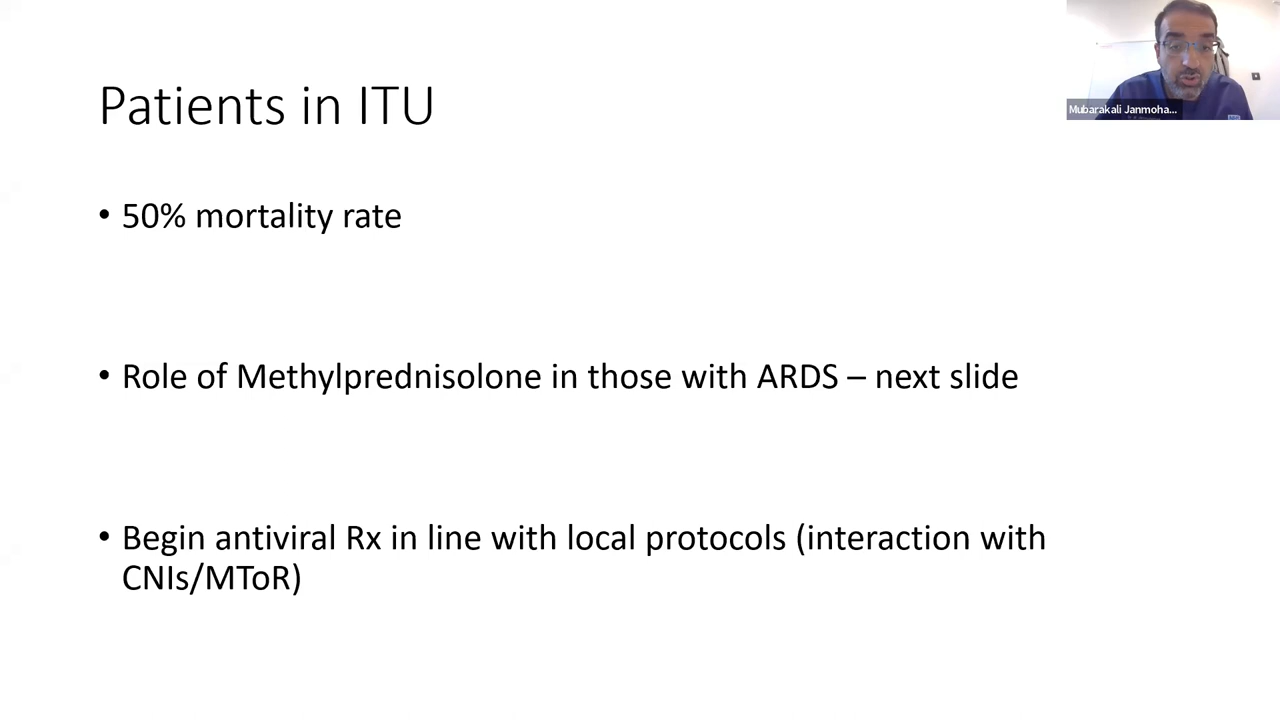 Patients in ITU
Mubarakali Janmoha...
• 50% mortality rate
• Role of Methylprednisolone in those with ARDS – next slide
• Begin antiviral Rx in line with local protocols (interaction with
CNIs/MToR)